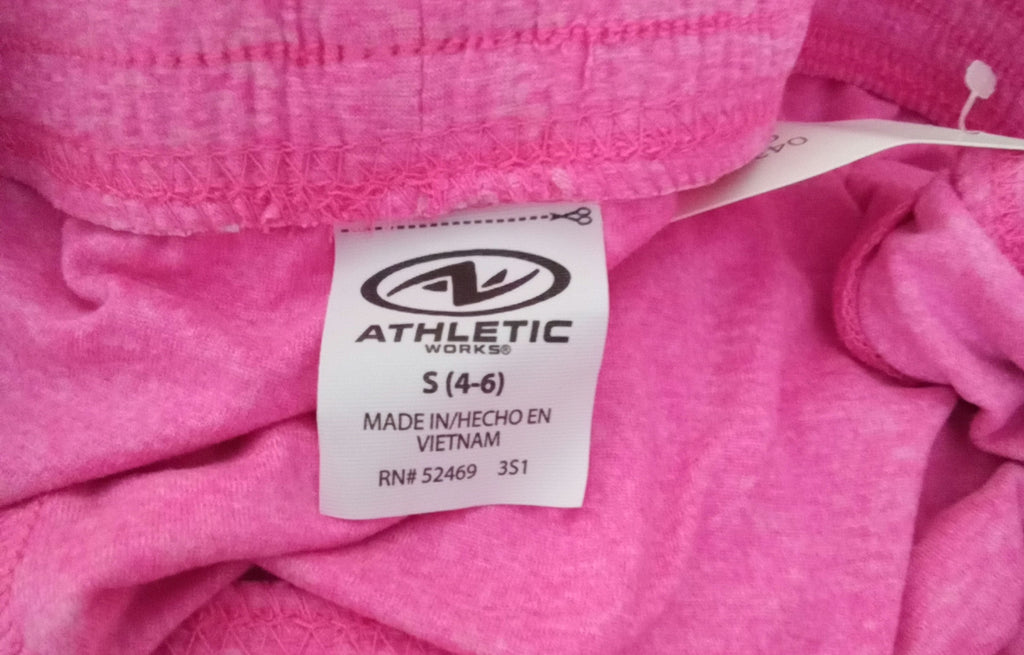 ATHLETIC
WORKS®
S (4-6)
MADE IN/HECHO EN
VIETNAM
RN# 52469 3S1